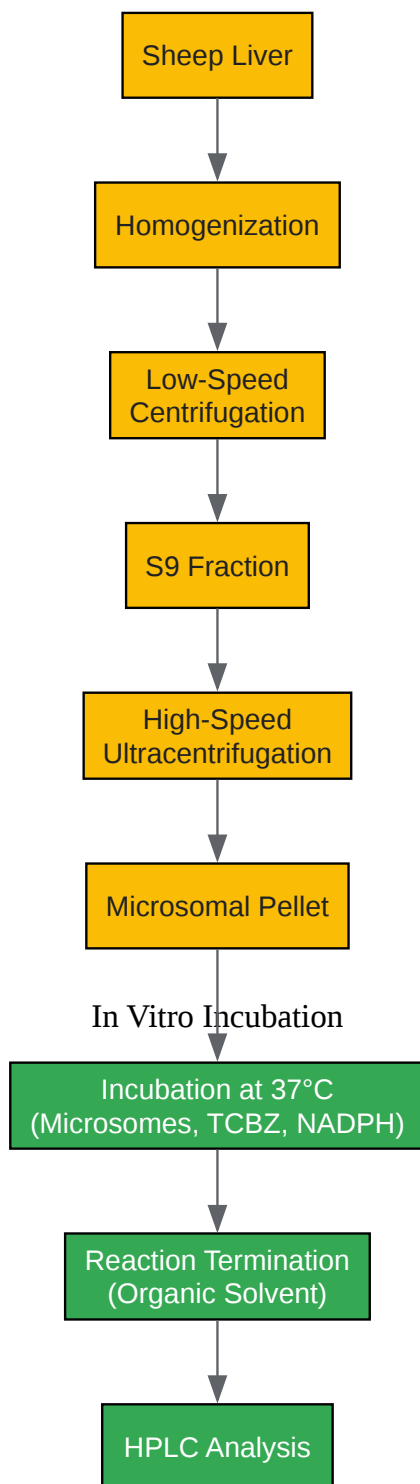 Sheep Liver
Homogenization
Low-Speed
Centrifugation
S9 Fraction
High-Speed
Ultracentrifugation
Microsomal Pellet
In Vitro Incubation
Incubation at 37°C
(Microsomes, TCBZ, NADPH)
Reaction Termination
(Organic Solvent)
HPLC Analysis